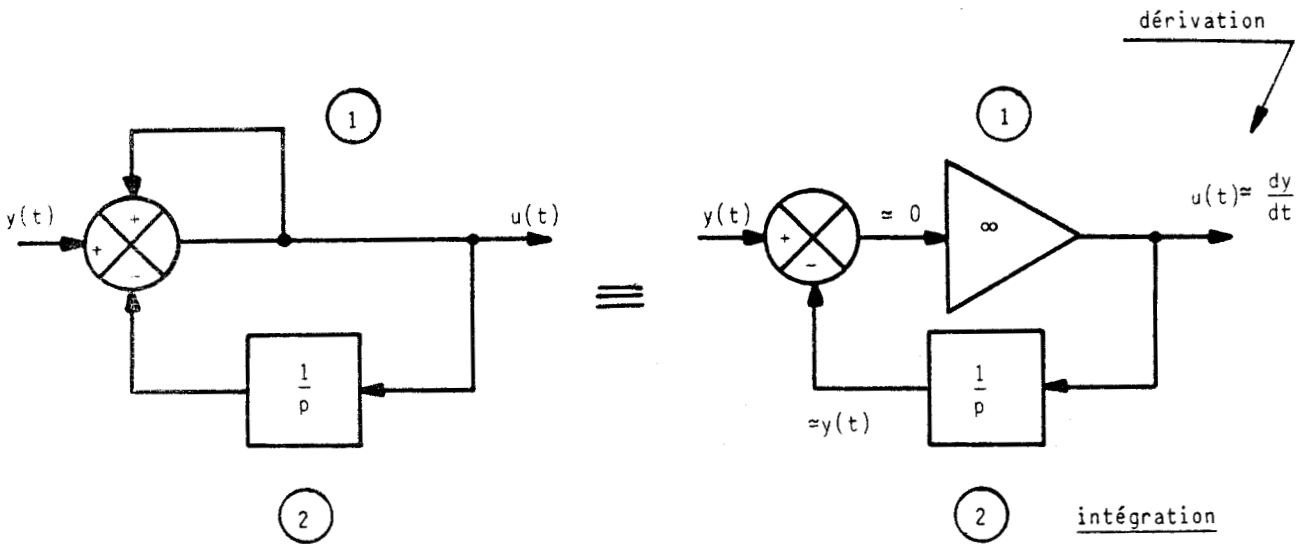 dérivation
1
1
y(t)
+
+
-
u(t)
1
p
2
≡
y(t)
+
-
≃ 0
∞
u(t)≃ dy
dt
≃y(t)
1
p
2
intégration